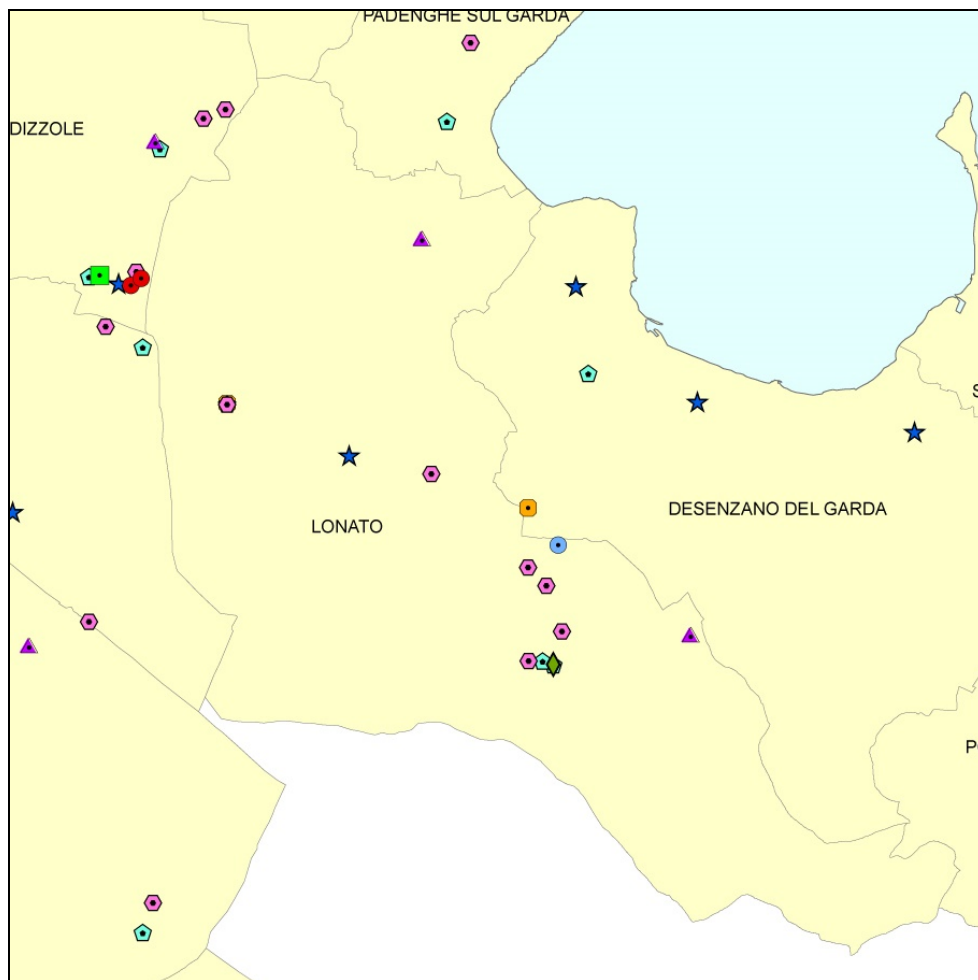 PADENGHE SUL GARDA
DIZZOLE
S
DESENZANO DEL GARDA
LONATO